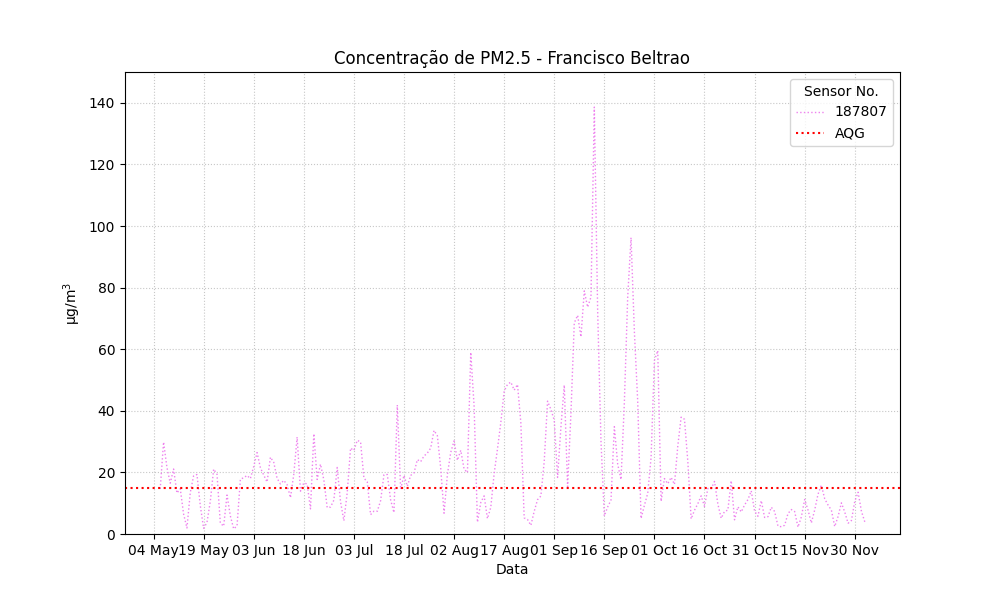 Concentração de PM2.5 - Francisco Beltrao
Sensor No.
187807
AQG
140
120
100
80
60
40
20
0
µg/m³
04 May 19 May 03 Jun 18 Jun 03 Jul 18 Jul 02 Aug 17 Aug 01 Sep 16 Sep 01 Oct 16 Oct 31 Oct 15 Nov 30 Nov
Data